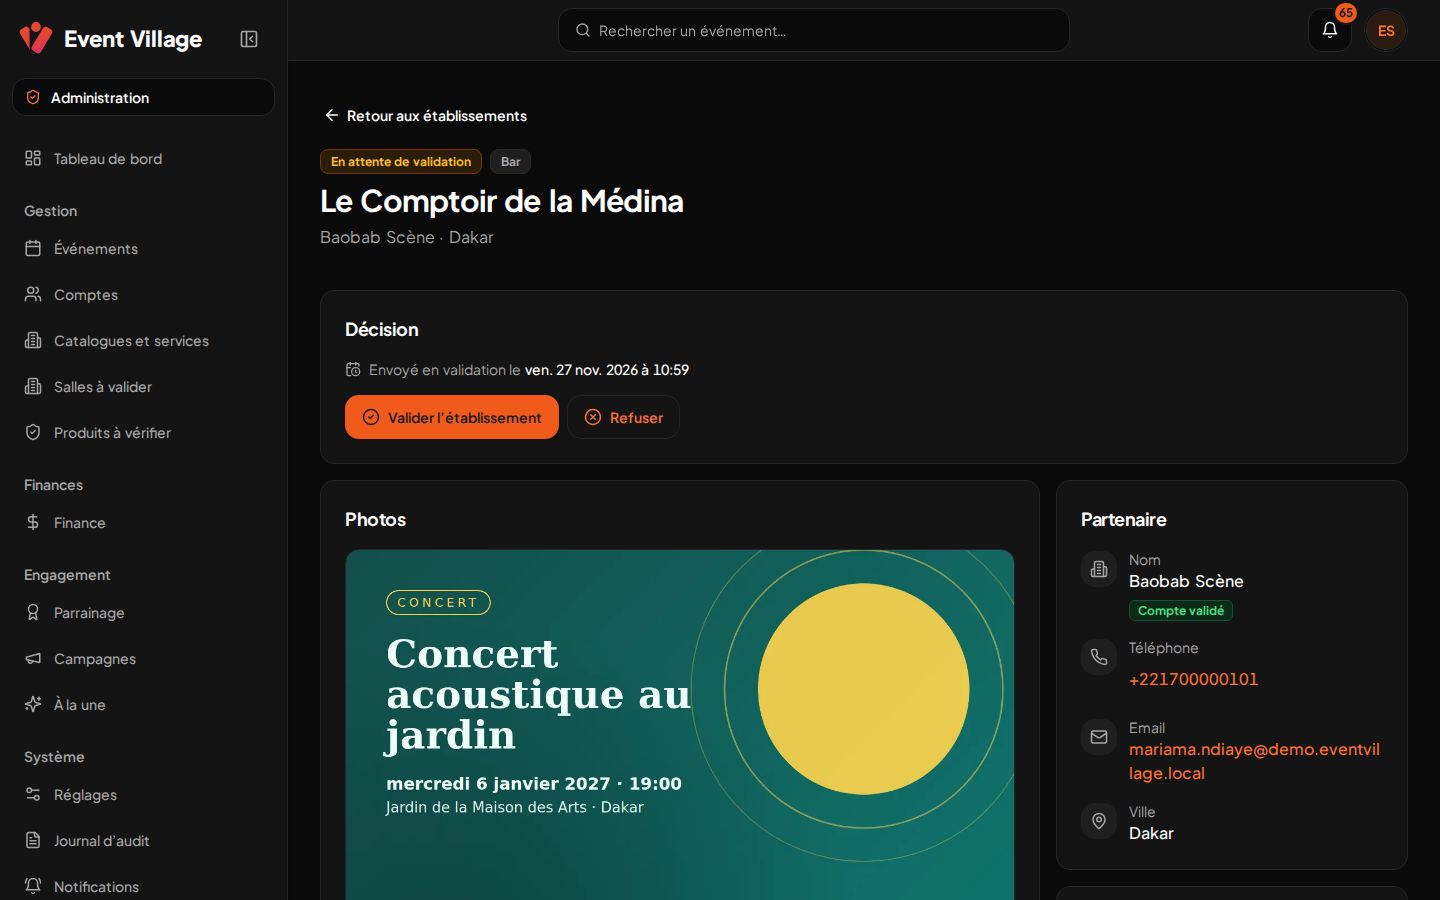 Event Village
Rechercher un événement...
65
ES
Administration
Tableau de bord
Gestion
Événements
Comptes
Catalogues et services
Salles à valider
Produits à vérifier
Finances
Finance
Engagement
Parrainage
Campagnes
À la une
Système
Réglages
Journal d'audit
Notifications
Retour aux établissements
En attente de validation
Bar
Le Comptoir de la Médina
Baobab Scène · Dakar
Décision
Envoyé en validation le ven. 27 nov. 2026 à 10:59
Valider l'établissement
Refuser
Photos
CONCERT
Concert
acoustique au
jardin
mercredi 6 janvier 2027 · 19:00
Jardin de la Maison des Arts · Dakar
Partenaire
Nom
Baobab Scène
Compte validé
Téléphone
+221700000101
Email
mariama.ndiaye@demo.eventvil
lage.local
Ville
Dakar